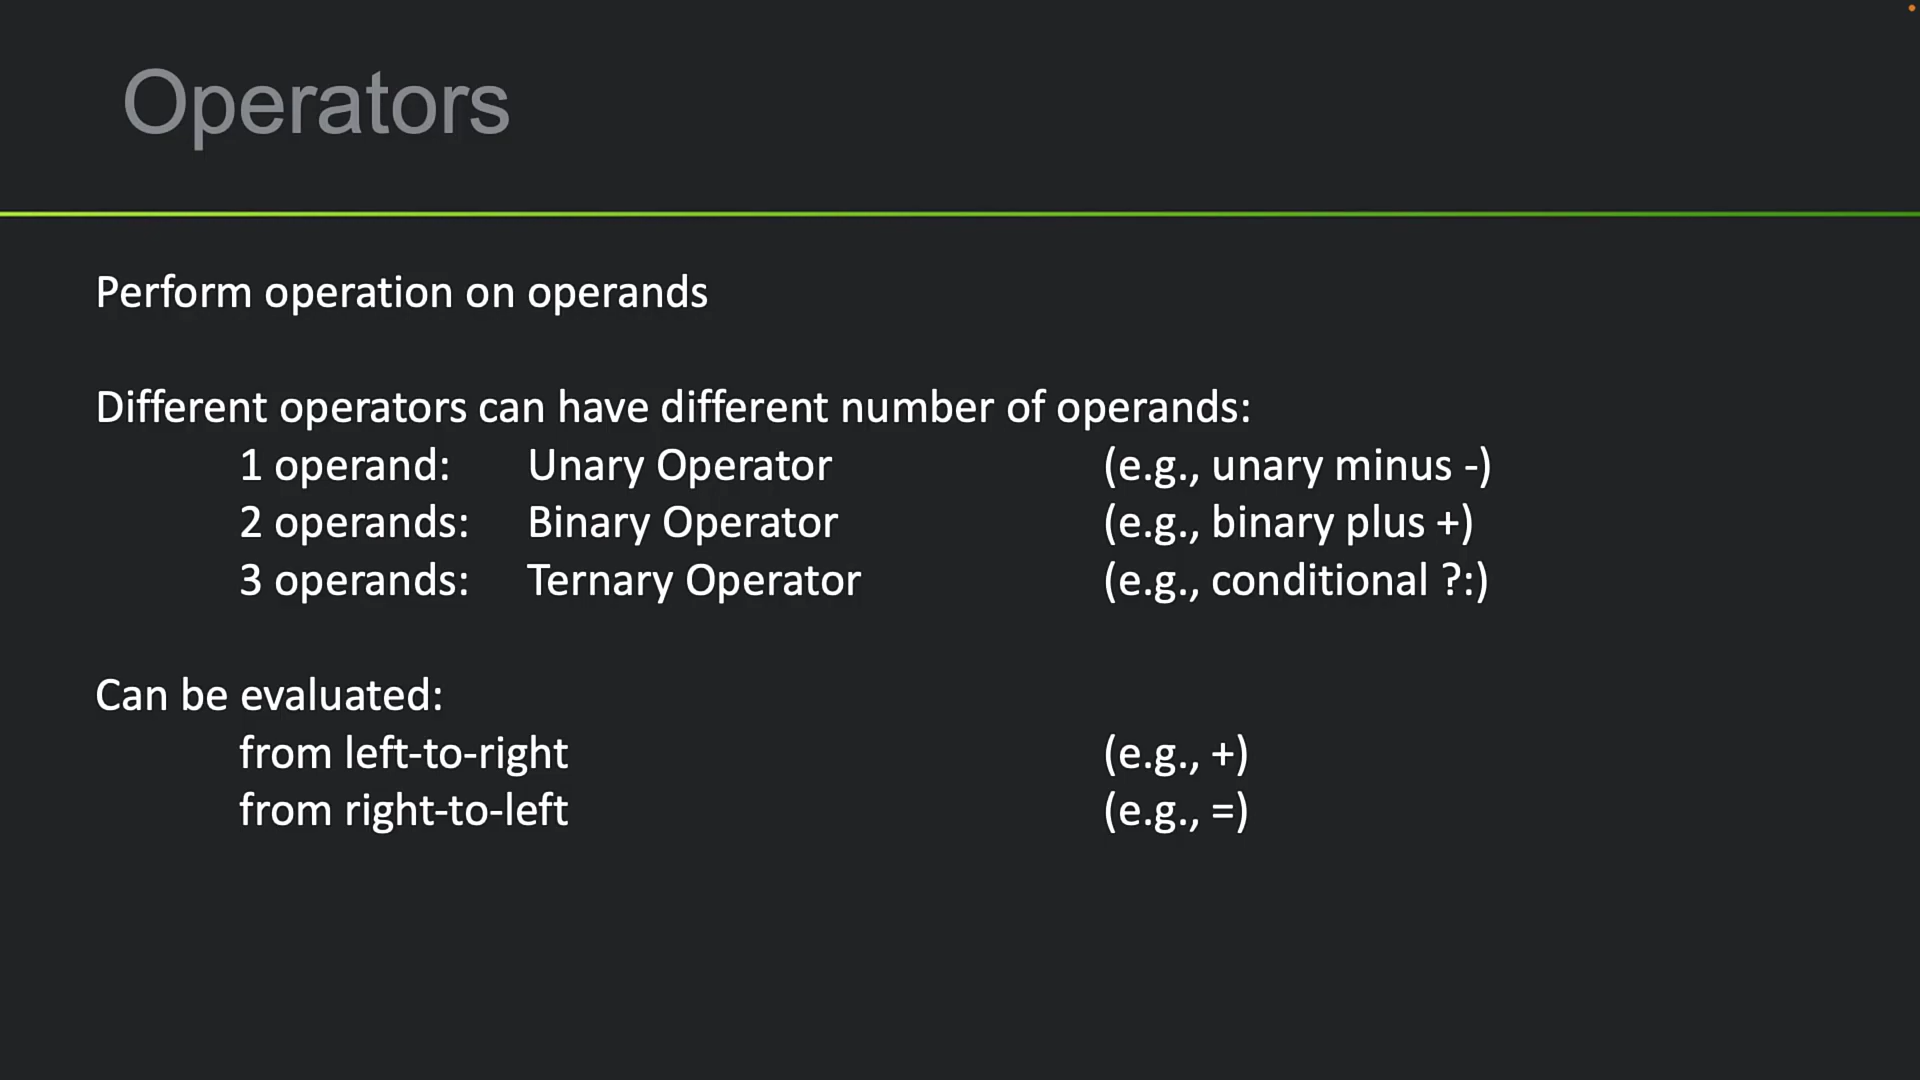 Operators
Perform operation on operands
Different operators can have different number of operands:
1 operand: Unary Operator (e.g., unary minus -)
2 operands: Binary Operator (e.g., binary plus +)
3 operands: Ternary Operator (e.g., conditional ?:)
Can be evaluated:
from left-to-right (e.g., +)
from right-to-left (e.g., =)